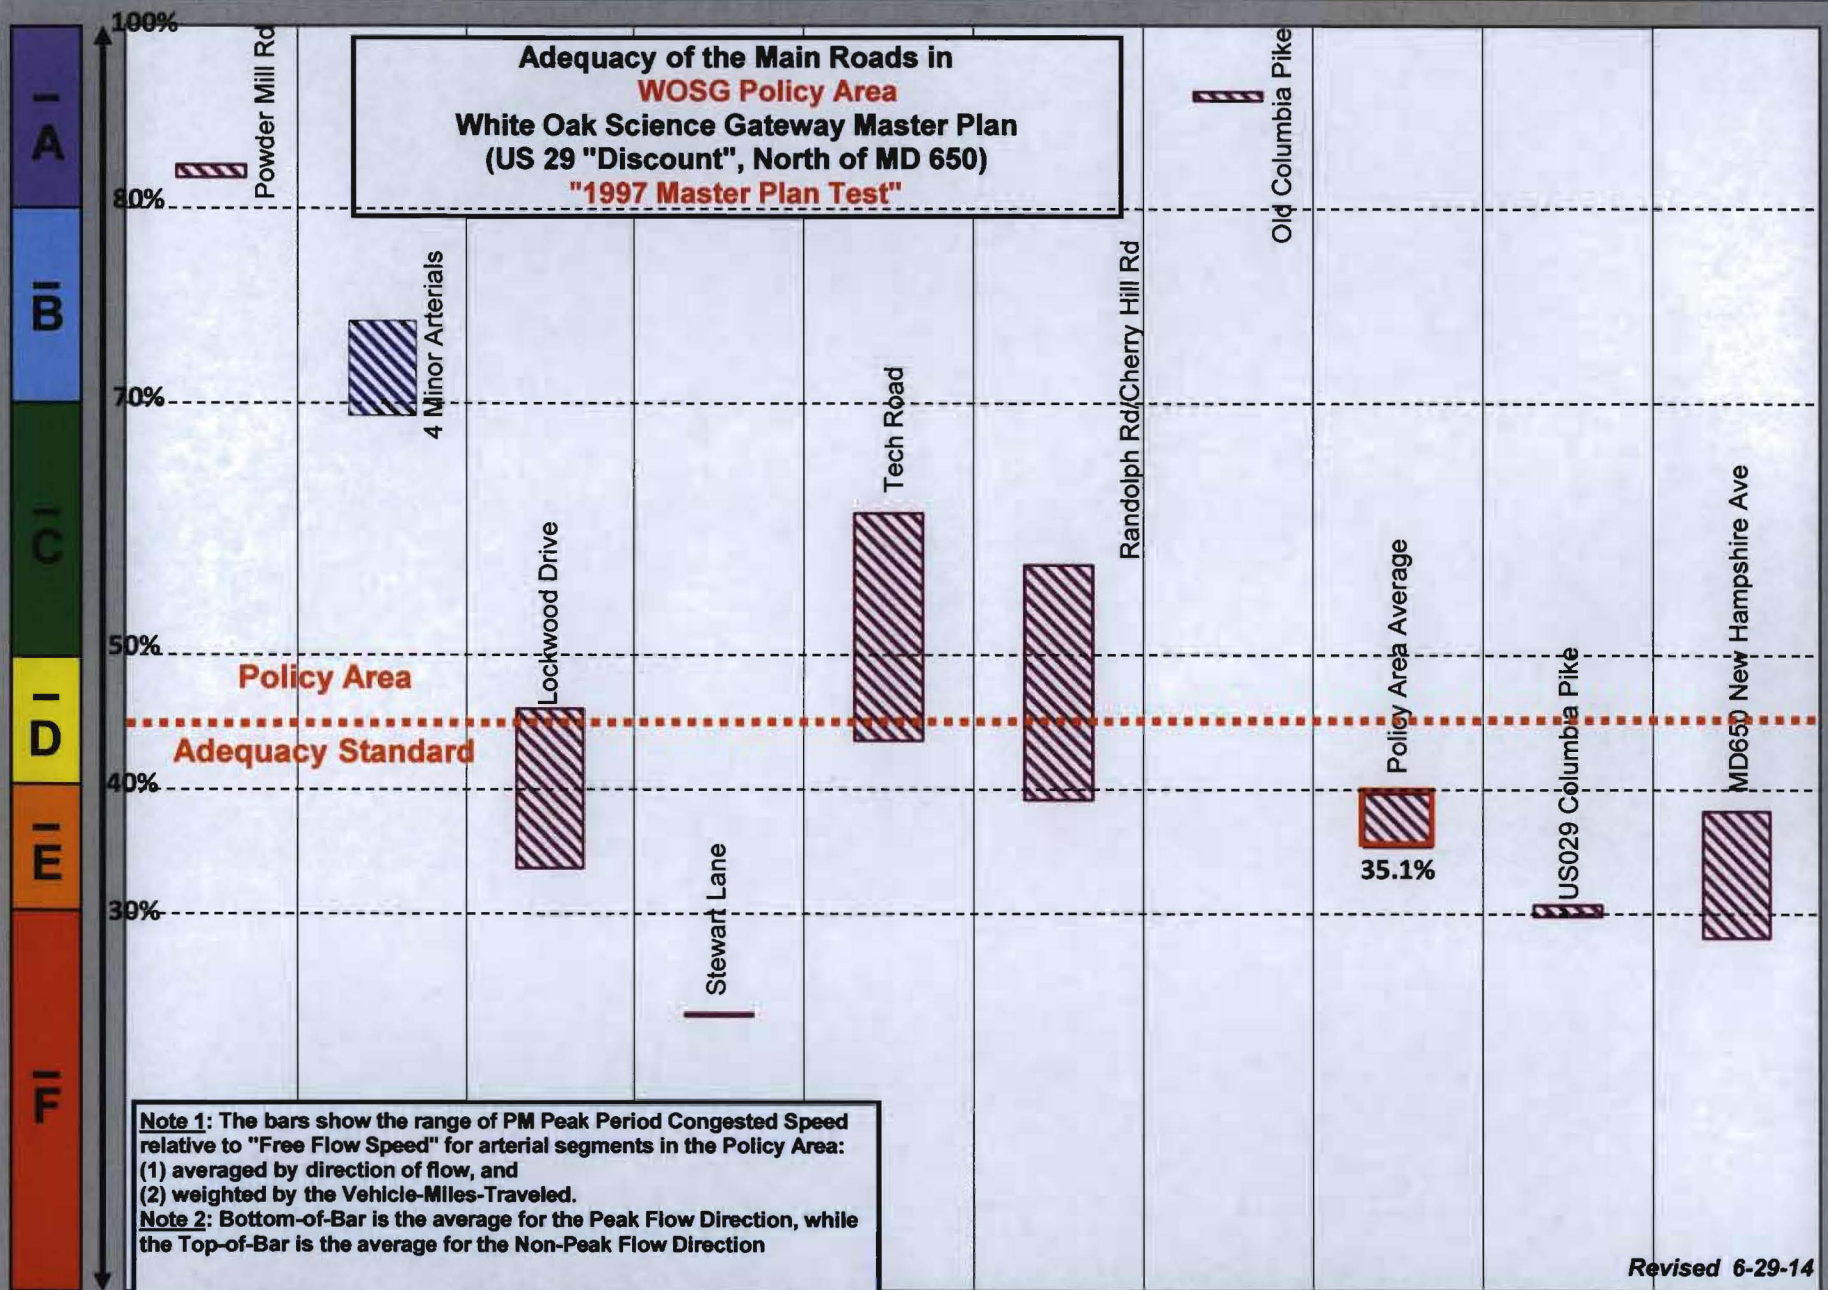 100%
Adequacy of the Main Roads in
WOSG Policy Area
White Oak Science Gateway Master Plan
(US 29 "Discount", North of MD 650)
"1997 Master Plan Test"
A
B
C
D
E
F
80%
70%
50%
40%
30%
Powder Mill Rd
4 Minor Arterials
Lockwood Drive
Stewart Lane
Tech Road
Randolph Rd/Cherry Hill Rd
Old Columbia Pike
Policy Area Average
35.1%
US029 Columbia Pike
MD650 New Hampshire Ave
Policy Area
Adequacy Standard
Note 1: The bars show the range of PM Peak Period Congested Speed
relative to "Free Flow Speed" for arterial segments in the Policy Area:
(1) averaged by direction of flow, and
(2) weighted by the Vehicle-Miles-Traveled.
Note 2: Bottom-of-Bar is the average for the Peak Flow Direction, while
the Top-of-Bar is the average for the Non-Peak Flow Direction
Revised 6-29-14